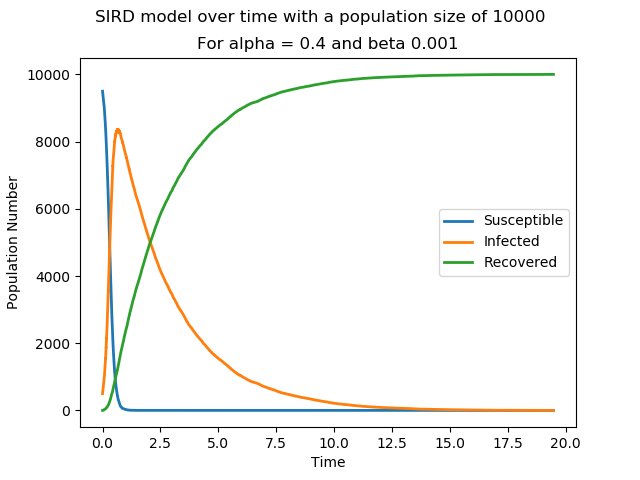 SIRD model over time with a population size of 10000
For alpha = 0.4 and beta 0.001
Population Number
10000
8000
6000
4000
2000
0
Susceptible
Infected
Recovered
0.0 2.5 5.0 7.5 10.0 12.5 15.0 17.5 20.0
Time